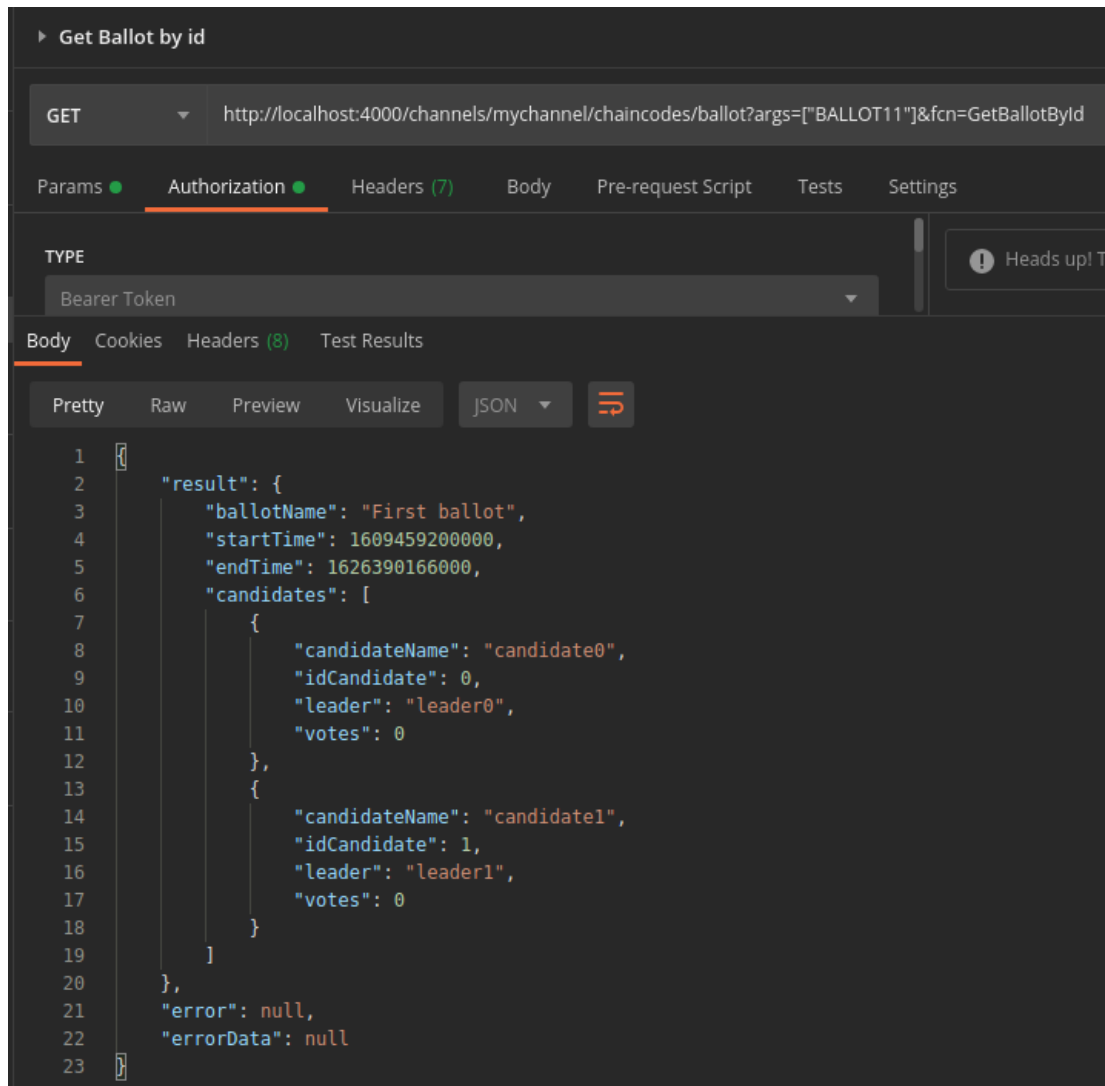 Get Ballot by id
GET http://localhost:4000/channels/mychannel/chaincodes/ballot?args=["BALLOT11"]&fcn=GetBallotById
Params Authorization Headers (7) Body Pre-request Script Tests Settings
TYPE
Heads up! T
Bearer Token
Body Cookies Headers (8) Test Results
Pretty Raw Preview Visualize JSON
1 {
2 "result": {
3 "ballotName": "First ballot",
4 "startTime": 1609459200000,
5 "endTime": 1626390166000,
6 "candidates": [
7 {
8 "candidateName": "candidate0",
9 "idCandidate": 0,
10 "leader": "leader0",
11 "votes": 0
12 },
13 {
14 "candidateName": "candidate1",
15 "idCandidate": 1,
16 "leader": "leader1",
17 "votes": 0
18 }
19 ]
20 },
21 "error": null,
22 "errorData": null
23 }